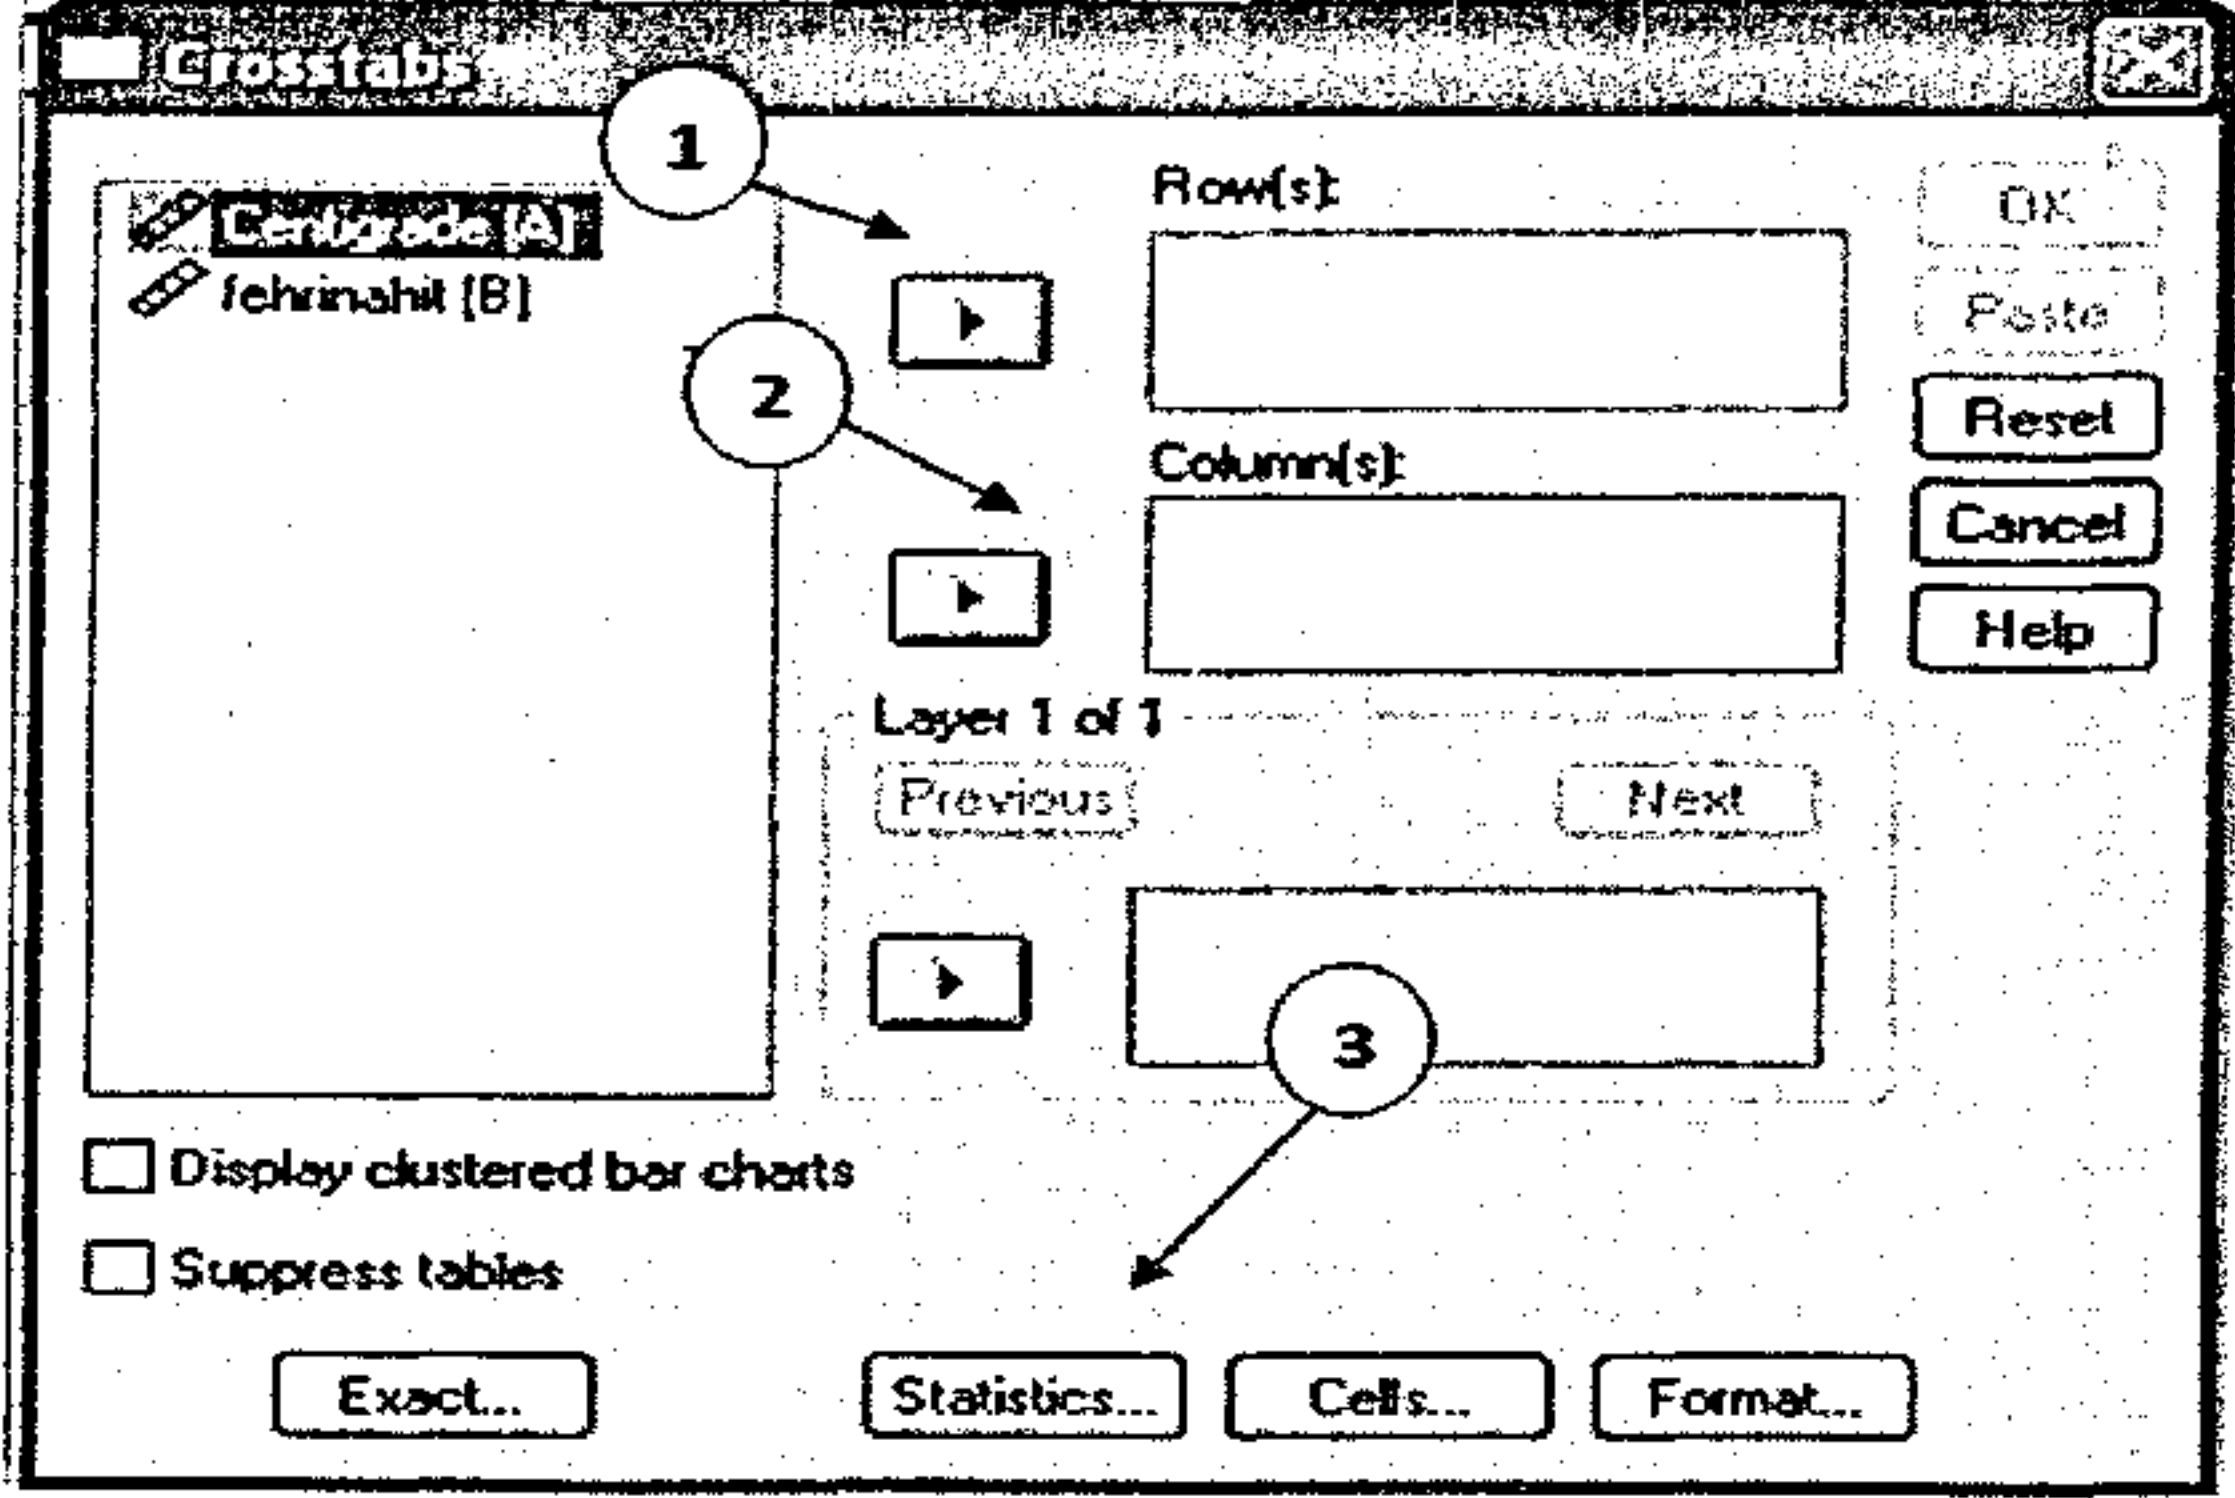 Crosstabs
1
Centigrade [A]
fehrinahit [B]
2
Row(s):
Column(s):
Layer 1 of 1
Previous
Next
3
OK
Paste
Reset
Cancel
Help
Display clustered bar charts
Suppress tables
Exact...
Statistics...
Cells...
Format...